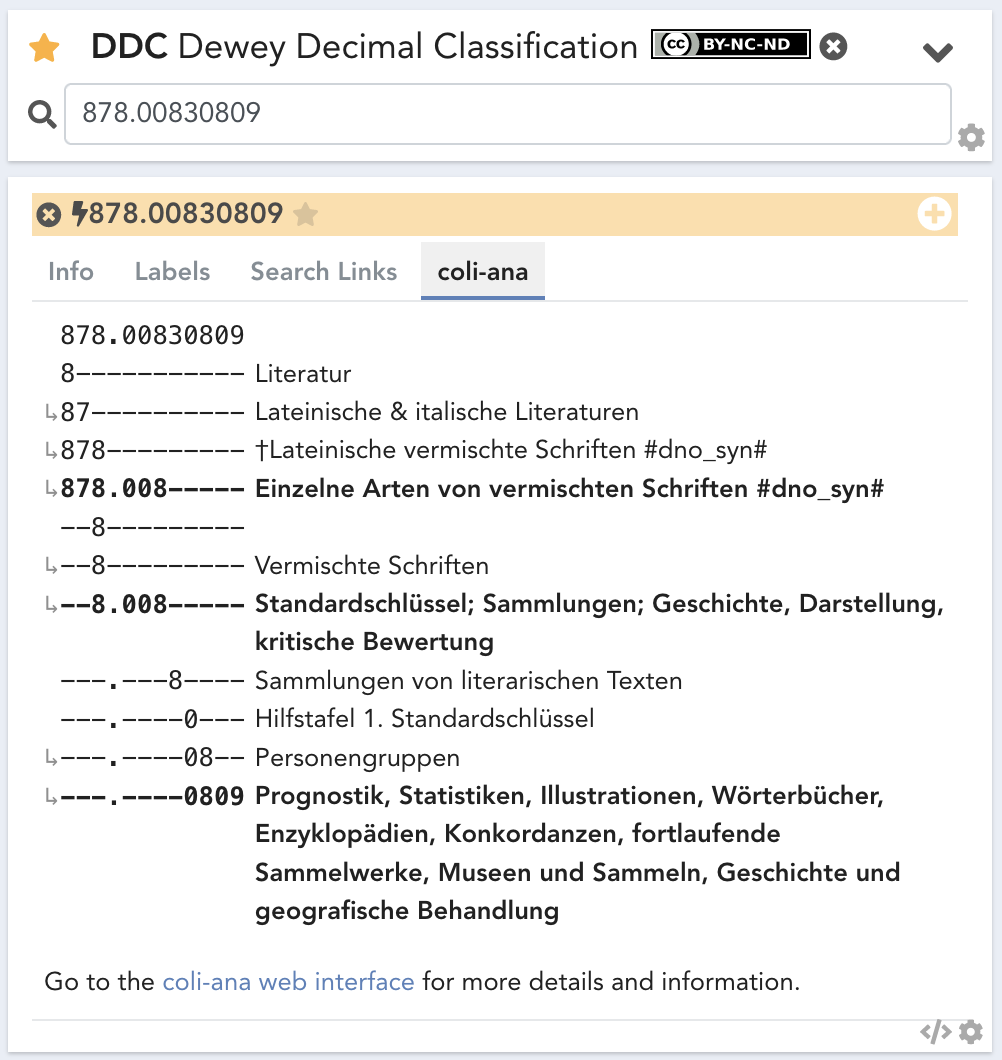 DDC Dewey Decimal Classification cc BY-NC-ND
878.00830809
878.00830809
Info Labels Search Links coli-ana
878.00830809
8----------- Literatur
↳87---------- Lateinische & italische Literaturen
↳878--------- †Lateinische vermischte Schriften #dno_syn#
↳878.008----- Einzelne Arten von vermischten Schriften #dno_syn#
--8---------
↳--8--------- Vermischte Schriften
↳--8.008----- Standardschlüssel; Sammlungen; Geschichte, Darstellung,
kritische Bewertung
---.---8---- Sammlungen von literarischen Texten
---.----0--- Hilfstafel 1. Standardschlüssel
↳---.----08-- Personengruppen
↳---.----0809 Prognostik, Statistiken, Illustrationen, Wörterbücher,
Enzyklopädien, Konkordanzen, fortlaufende
Sammelwerke, Museen und Sammeln, Geschichte und
geografische Behandlung
Go to the coli-ana web interface for more details and information.